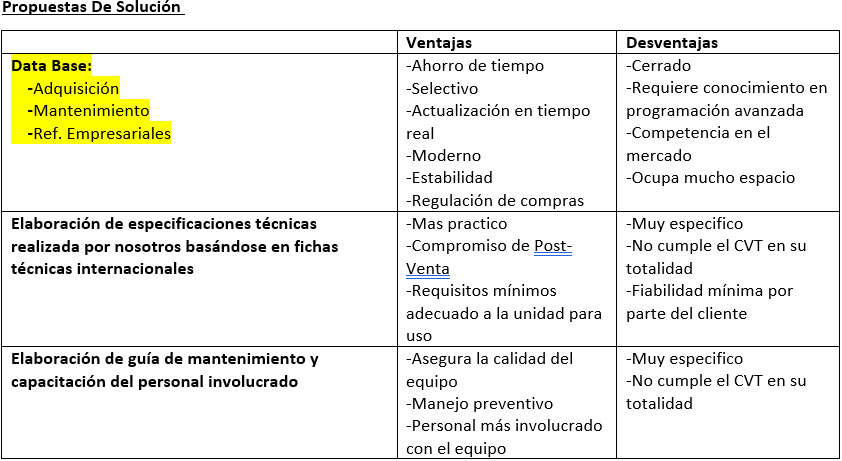 Propuestas De Solución
Ventajas
Desventajas
Data Base:
-Adquisición
-Mantenimiento
-Ref. Empresariales
-Ahorro de tiempo
-Selectivo
-Actualización en tiempo
real
-Moderno
-Estabilidad
-Regulación de compras
-Cerrado
-Requiere conocimiento en
programación avanzada
-Competencia en el
mercado
-Ocupa mucho espacio
Elaboración de especificaciones técnicas
realizada por nosotros basándose en fichas
técnicas internacionales
-Mas practico
-Compromiso de Post-
Venta
-Requisitos mínimos
adecuado a la unidad para
uso
-Muy especifico
-No cumple el CVT en su
totalidad
-Fiabilidad mínima por
parte del cliente
Elaboración de guía de mantenimiento y
capacitación del personal involucrado
-Asegura la calidad del
equipo
-Manejo preventivo
-Personal más involucrado
con el equipo
-Muy especifico
-No cumple el CVT en su
totalidad